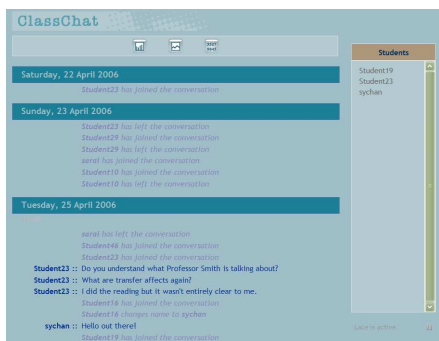 ClassChat
Students
Student19
Student23
sychan
Saturday, 22 April 2006
Student23 has joined the conversation
Sunday, 23 April 2006
Student23 has left the conversation
Student29 has joined the conversation
Student29 has left the conversation
sarai has joined the conversation
Student10 has joined the conversation
Student10 has left the conversation
Tuesday, 25 April 2006
sarai has left the conversation
Student46 has joined the conversation
Student23 has joined the conversation
Student23 :: Do you understand what Professor Smith is talking about?
Student23 :: What are transfer affects again?
Student23 :: I did the reading but it wasn't entirely clear to me.
Student16 has joined the conversation
Student16 changes name to sychan
sychan :: Hello out there!
Student19 has joined the conversation